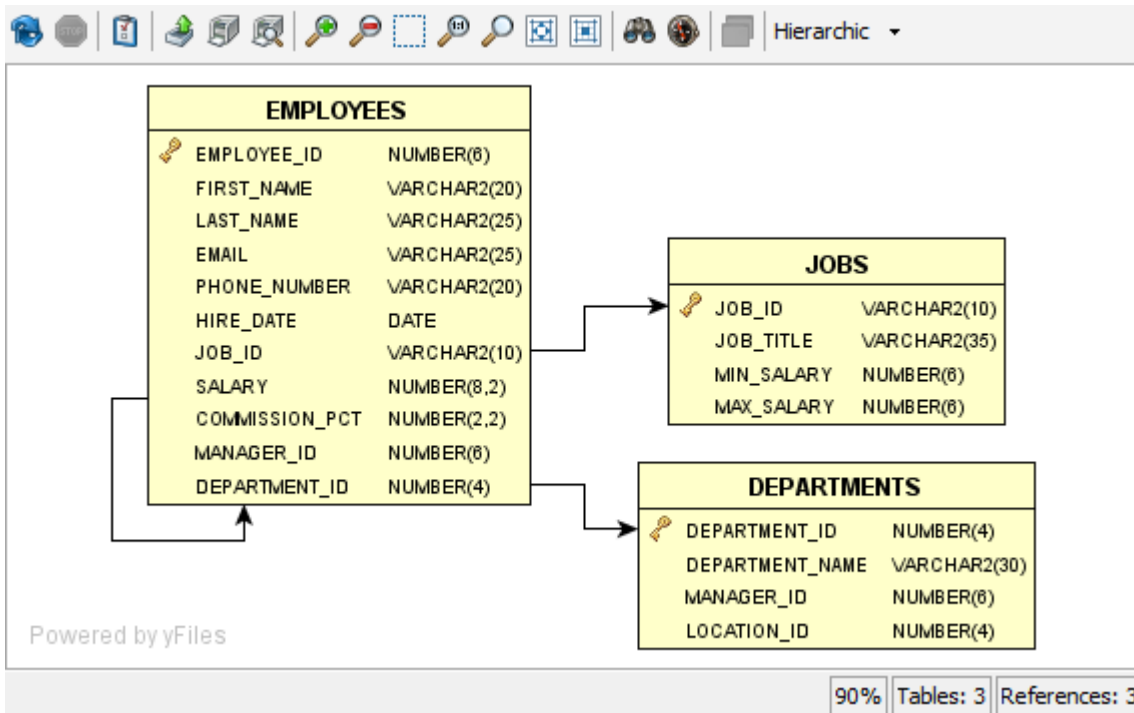 STOP 1:1 Hierarchic
EMPLOYEES
EMPLOYEE_ID NUMBER(6)
FIRST_NAME VARCHAR2(20)
LAST_NAME VARCHAR2(25)
EMAIL VARCHAR2(25)
PHONE_NUMBER VARCHAR2(20)
HIRE_DATE DATE
JOB_ID VARCHAR2(10)
SALARY NUMBER(8,2)
COMMISSION_PCT NUMBER(2,2)
MANAGER_ID NUMBER(6)
DEPARTMENT_ID NUMBER(4)
JOBS
JOB_ID VARCHAR2(10)
JOB_TITLE VARCHAR2(35)
MIN_SALARY NUMBER(6)
MAX_SALARY NUMBER(6)
DEPARTMENTS
DEPARTMENT_ID NUMBER(4)
DEPARTMENT_NAME VARCHAR2(30)
MANAGER_ID NUMBER(6)
LOCATION_ID NUMBER(4)
Powered by yFiles
90% Tables: 3 References: 3